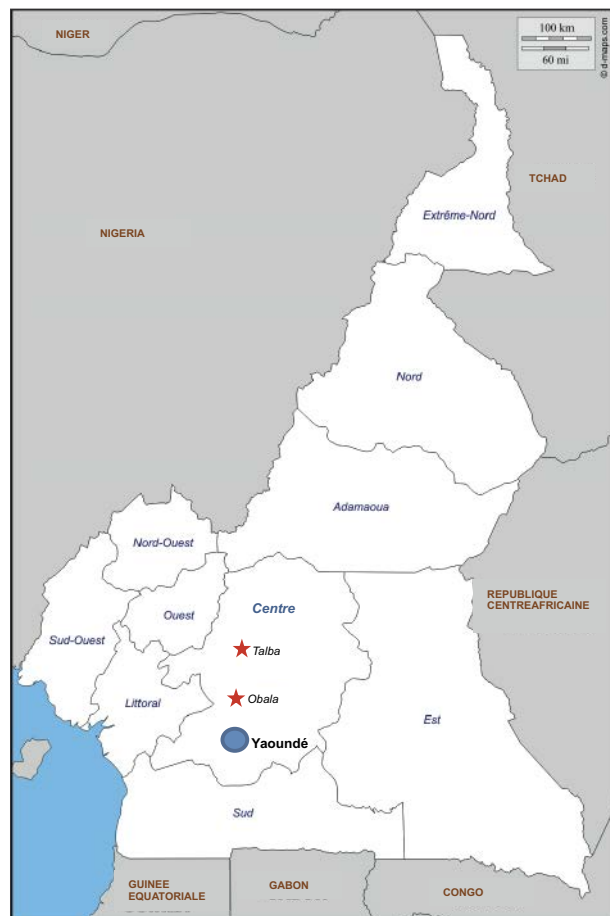 NIGER
100 km
60 mi
© d-maps.com
TCHAD
Extrême-Nord
NIGERIA
Nord
Adamaoua
Nord-Ouest
REPUBLIQUE
CENTREAFRICAINE
Centre
Ouest
Sud-Ouest
Talba
Obala
Littoral
Est
Yaoundé
Sud
GUINEE
EQUATORIALE
GABON
CONGO